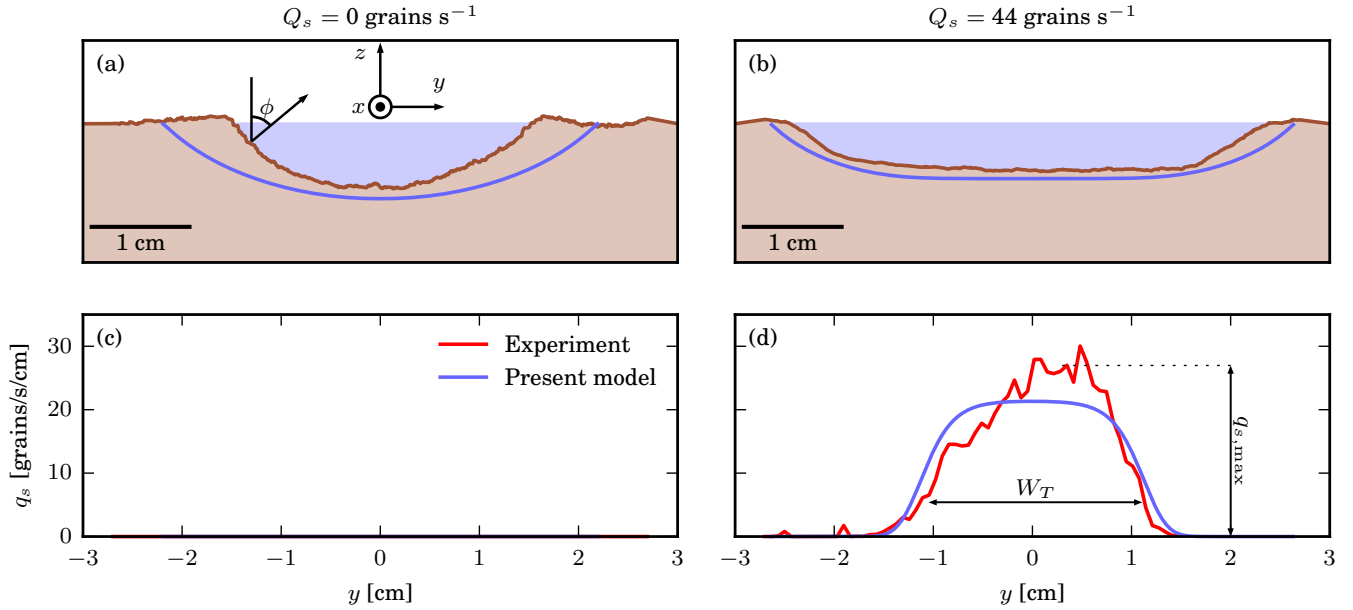 Q_s = 0 grains s⁻¹
Q_s = 44 grains s⁻¹
(a)
z
y
x
ϕ
1 cm
(b)
1 cm
(c)
Experiment
Present model
30
20
10
0
q_s [grains/s/cm]
−3 −2 −1 0 1 2 3
y [cm]
(d)
q_{s,max}
W_T
−3 −2 −1 0 1 2 3
y [cm]